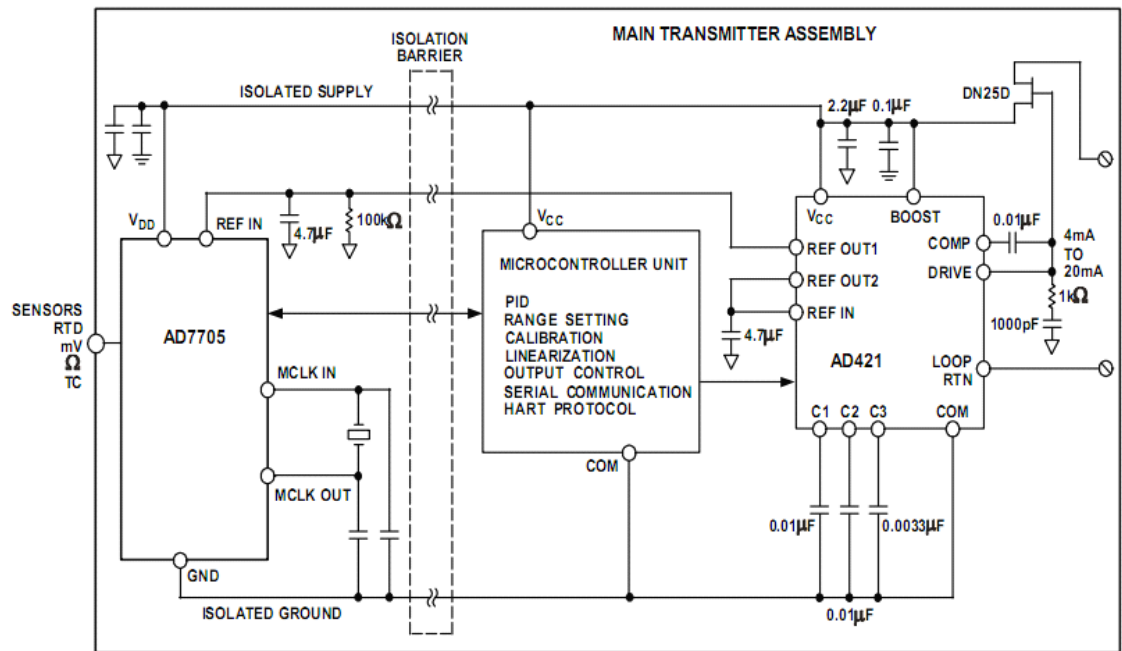 MAIN TRANSMITTER ASSEMBLY
ISOLATION
BARRIER
ISOLATED SUPPLY
DN25D
2.2μF
0.1μF
VDD
REF IN
4.7μF
100kΩ
VCC
MICROCONTROLLER UNIT
PID
RANGE SETTING
CALIBRATION
LINEARIZATION
OUTPUT CONTROL
SERIAL COMMUNICATION
HART PROTOCOL
COM
VCC
BOOST
REF OUT1
REF OUT2
REF IN
4.7μF
AD421
COMP
DRIVE
LOOP
RTN
0.01μF
4mA
TO
20mA
1kΩ
1000pF
C1
C2
C3
COM
SENSORS
RTD
mV
Ω
TC
AD7705
MCLK IN
MCLK OUT
GND
ISOLATED GROUND
0.01μF
0.0033μF
0.01μF